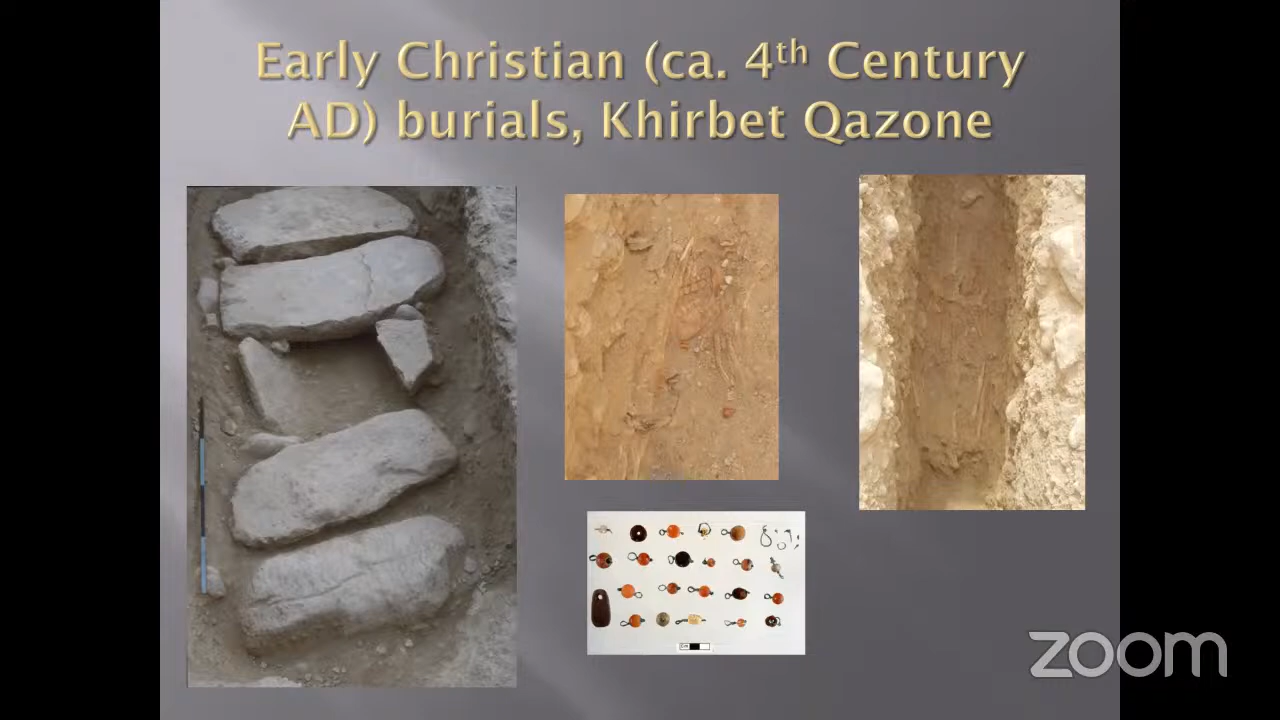 Early Christian (ca. 4th Century
AD) burials, Khirbet Qazone
zoom